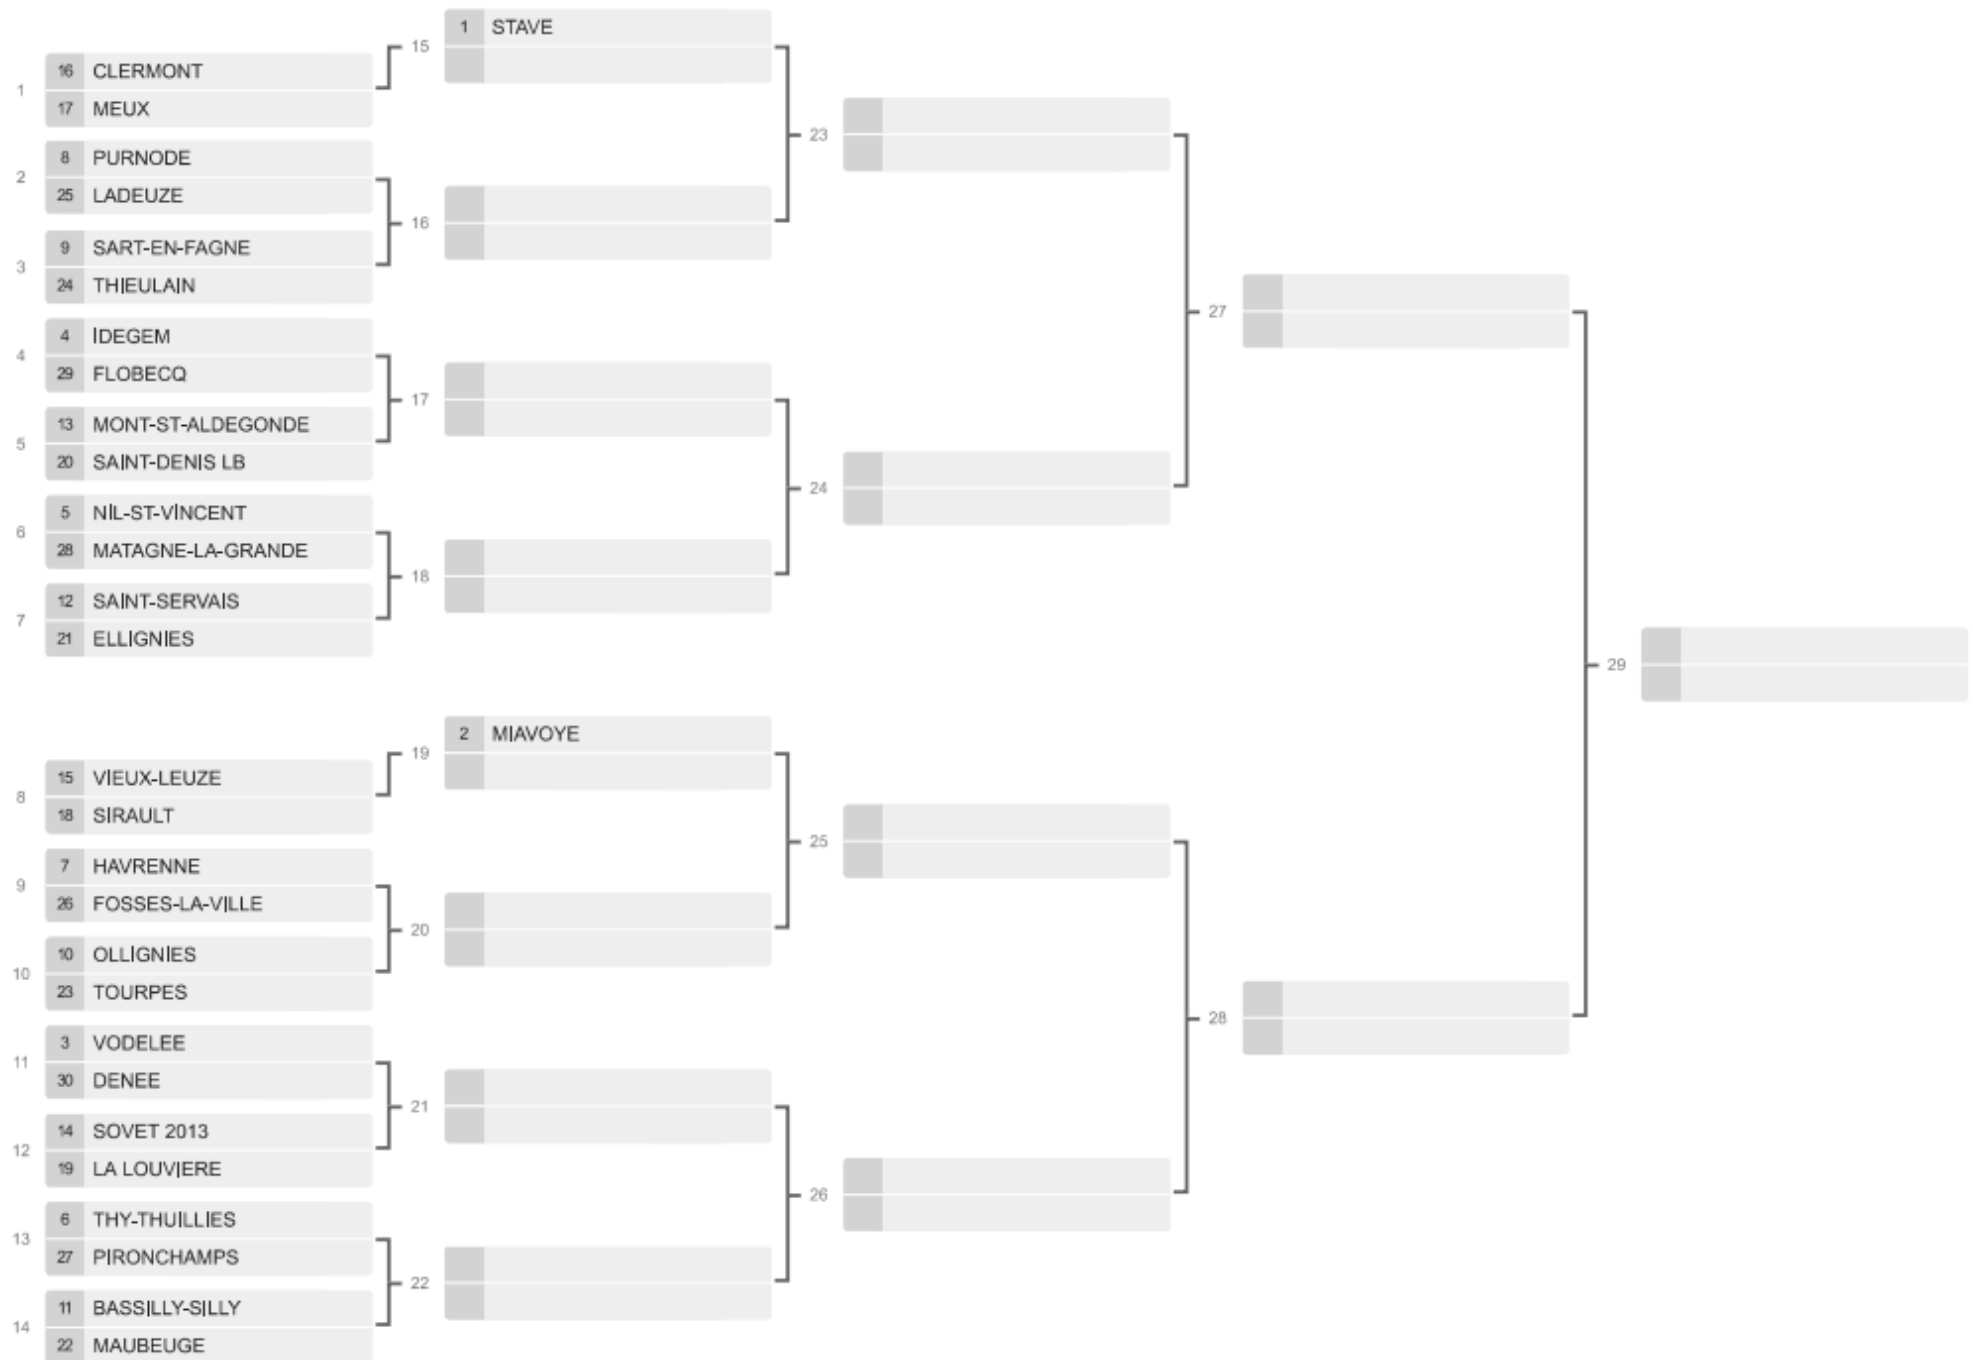 1 STAVE
15
16 CLERMONT
1
17 MEUX
23
8 PURNODE
2
25 LADEUZE
16
9 SART-EN-FAGNE
3
24 THIEULAIN
27
4 IDEGEM
4
29 FLOBECQ
17
13 MONT-ST-ALDEGONDE
5
20 SAINT-DENIS LB
24
5 NIL-ST-VINCENT
6
28 MATAGNE-LA-GRANDE
18
12 SAINT-SERVAIS
7
21 ELLIGNIES
29
2 MIAVOYE
19
15 VIEUX-LEUZE
8
18 SIRAULT
25
7 HAVRENNE
9
26 FOSSES-LA-VILLE
20
10 OLLIGNIES
10
23 TOURPES
28
3 VODELEE
11
30 DENEE
21
14 SOVET 2013
12
19 LA LOUVIERE
26
6 THY-THUILLIES
13
27 PIRONCHAMPS
22
11 BASSILLY-SILLY
14
22 MAUBEUGE